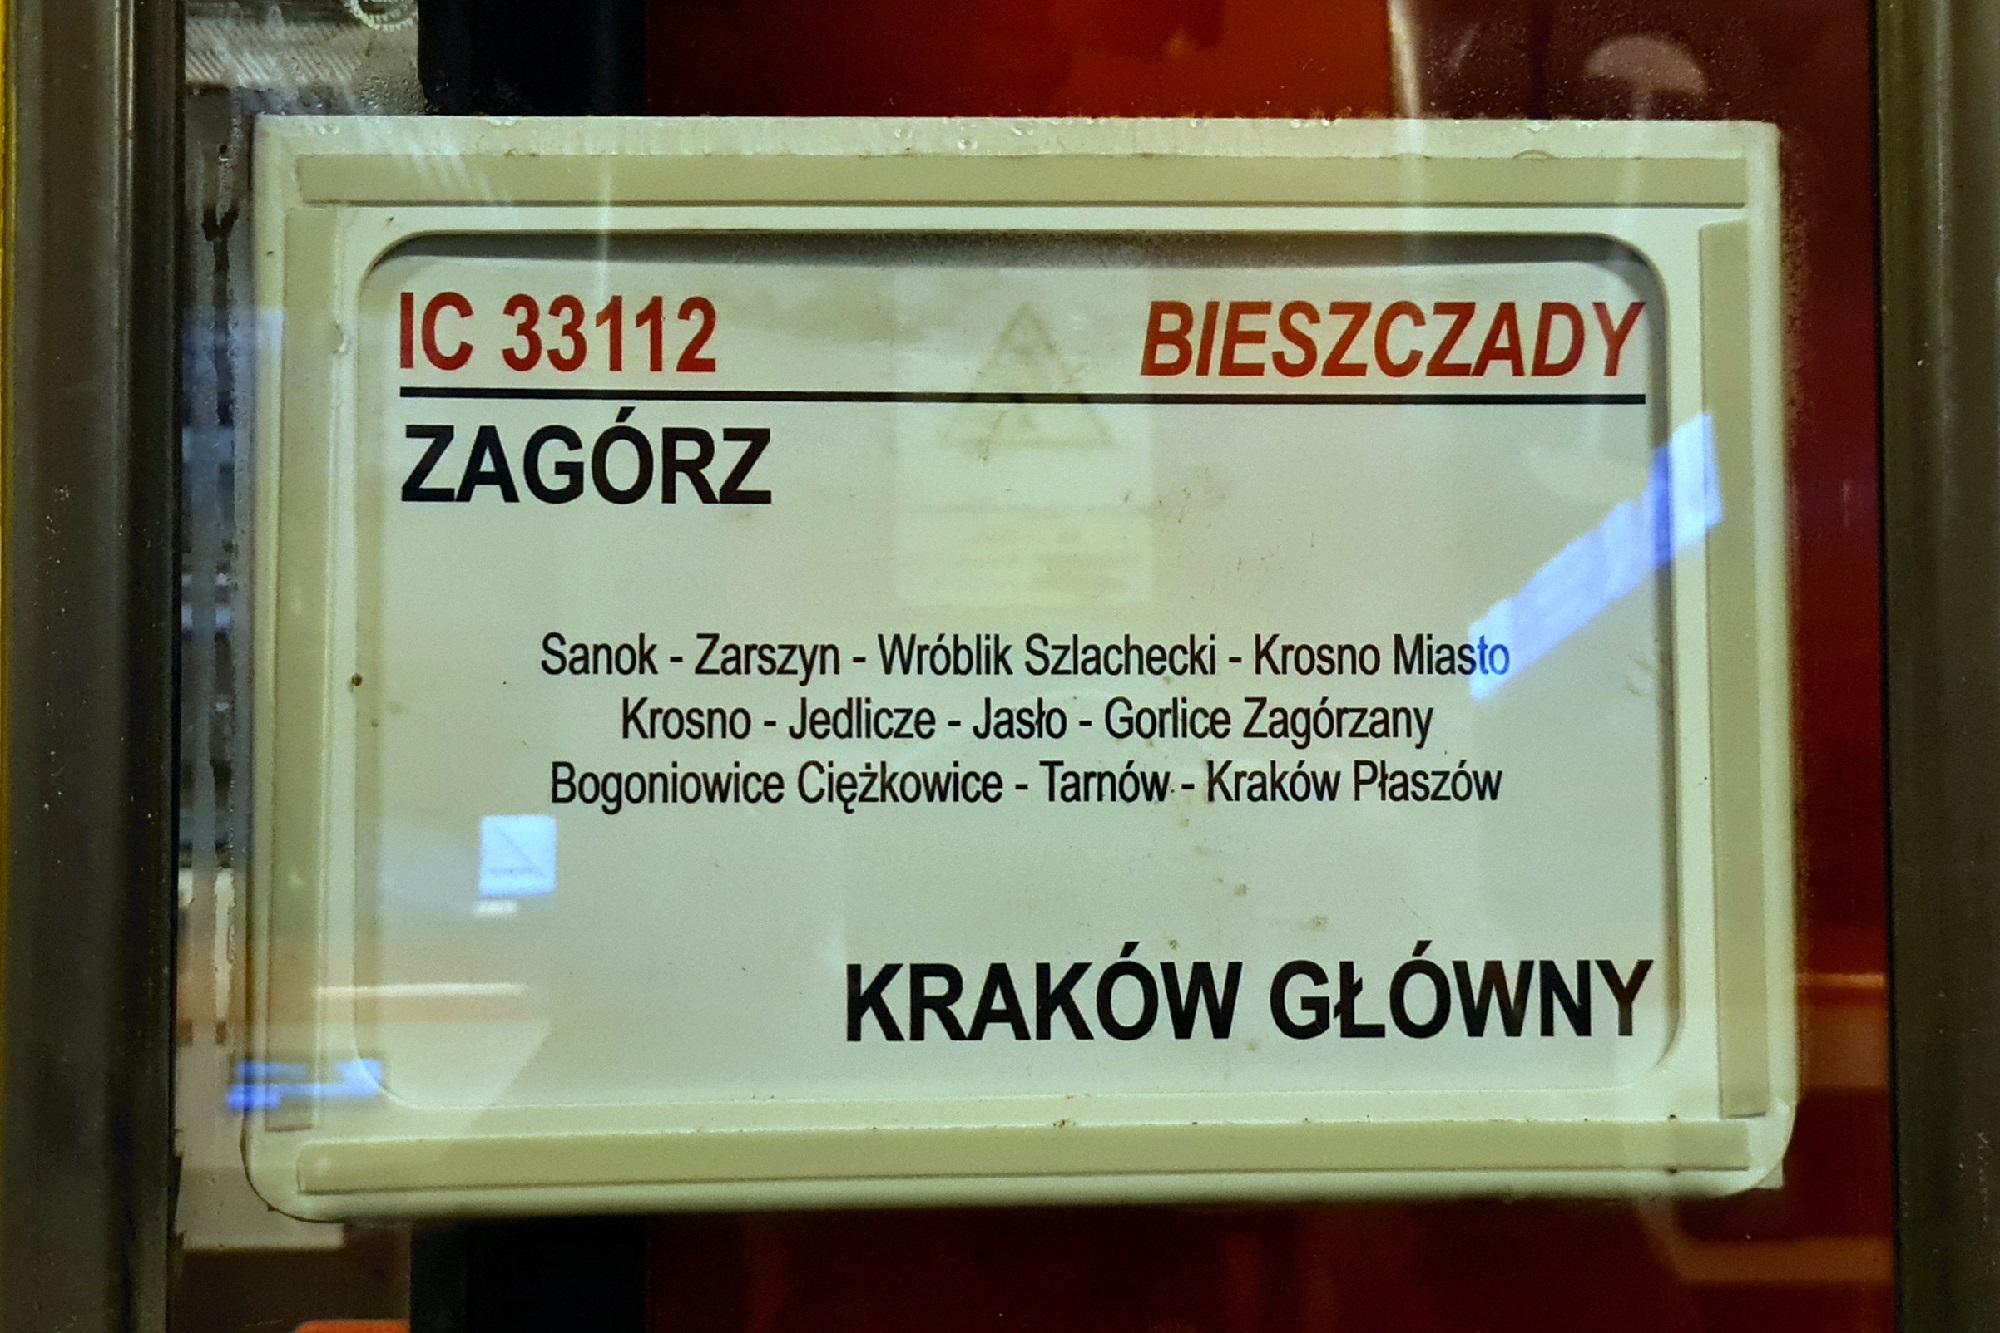 IC 33112 BIESZCZADY
ZAGÓRZ
Sanok - Zarszyn - Wróblik Szlachecki - Krosno Miasto
Krosno - Jedlicze - Jasło - Gorlice Zagórzany
Bogoniowice Ciężkowice - Tarnów - Kraków Płaszów
KRAKÓW GŁÓWNY